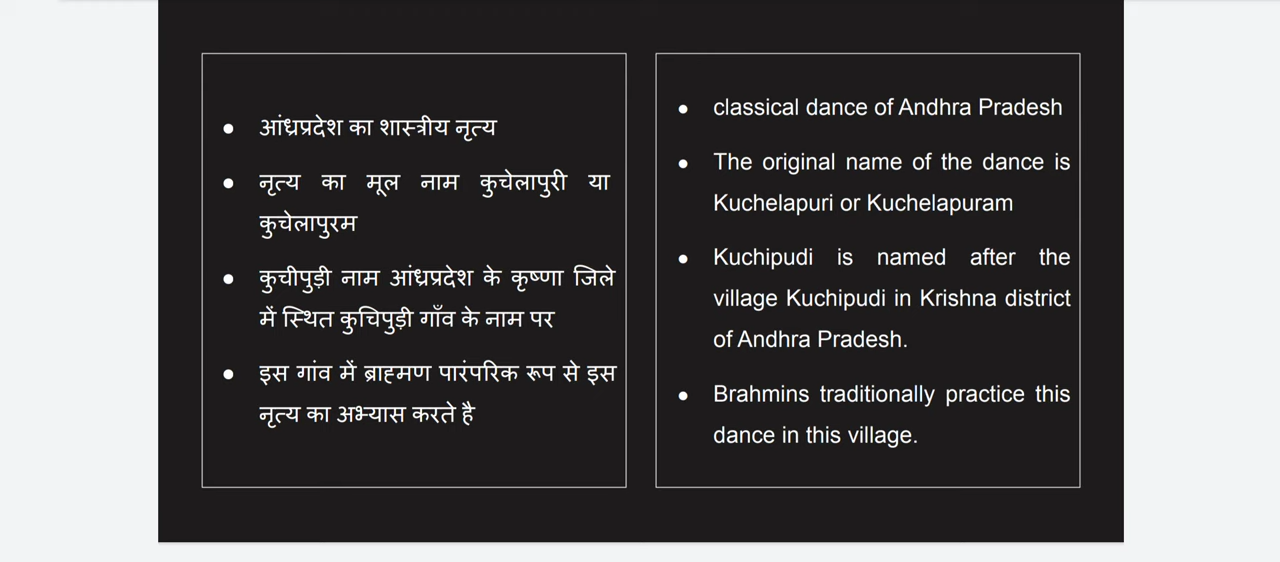 ● आंध्रप्रदेश का शास्त्रीय नृत्य
● नृत्य का मूल नाम कुचेलापुरी या
कुचेलापुरम
● कुचीपुड़ी नाम आंध्रप्रदेश के कृष्णा जिले
में स्थित कुचिपुड़ी गाँव के नाम पर
● इस गांव में ब्राह्मण पारंपरिक रूप से इस
नृत्य का अभ्यास करते है
● classical dance of Andhra Pradesh
● The original name of the dance is
Kuchelapuri or Kuchelapuram
● Kuchipudi is named after the
village Kuchipudi in Krishna district
of Andhra Pradesh.
● Brahmins traditionally practice this
dance in this village.